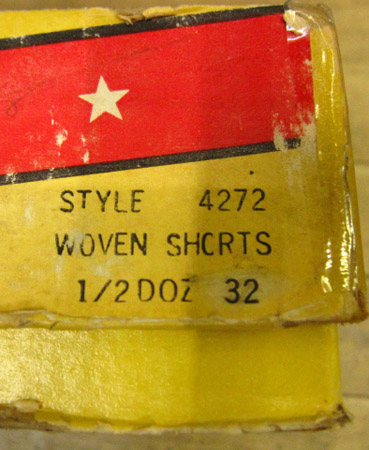 STYLE 4272
WOVEN SHORTS
1/2 DOZ 32